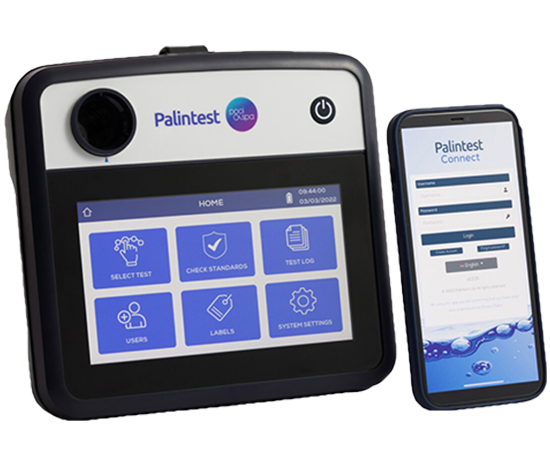 Palintest
pool
&spa
HOME
09:44:00
03/03/2022
SELECT TEST
CHECK STANDARDS
TEST LOG
USERS
LABELS
SYSTEM SETTINGS
Palintest
Connect
Username
Password
Login
English